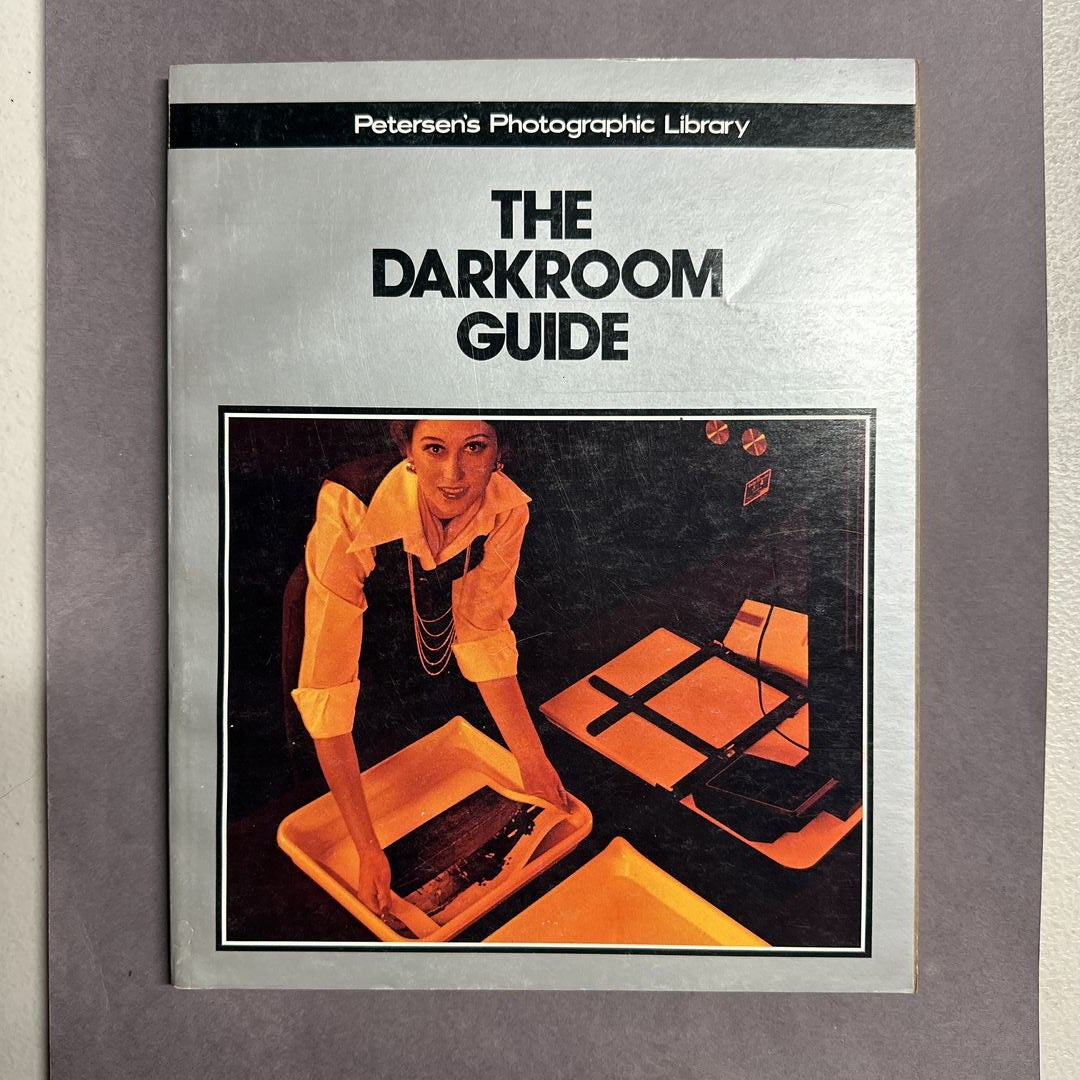 Petersen's Photographic Library
THE
DARKROOM
GUIDE